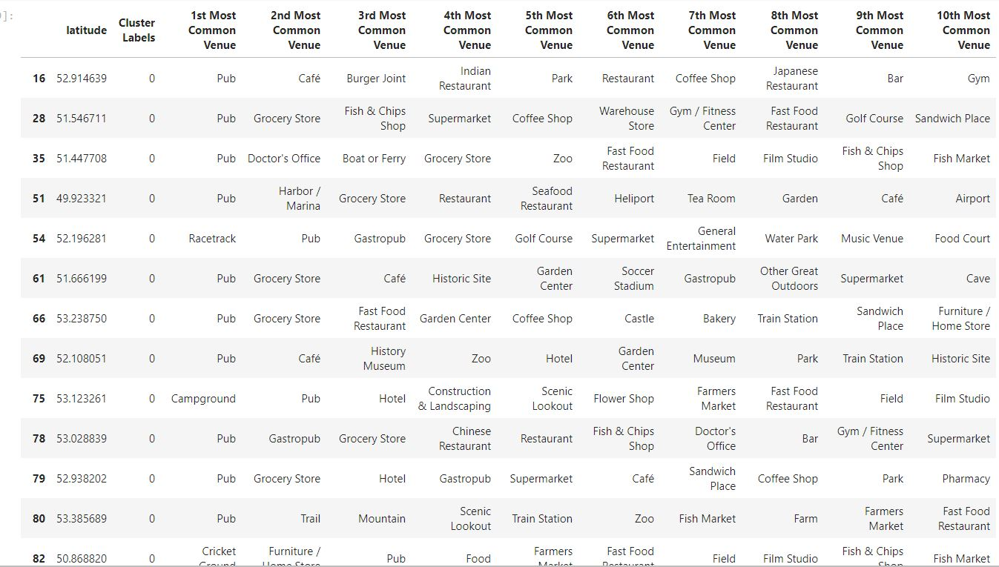 ]:
latitude Cluster Labels 1st Most Common Venue 2nd Most Common Venue 3rd Most Common Venue 4th Most Common Venue 5th Most Common Venue 6th Most Common Venue 7th Most Common Venue 8th Most Common Venue 9th Most Common Venue 10th Most Common Venue
16 52.914639 0 Pub Café Burger Joint Indian Restaurant Park Restaurant Coffee Shop Japanese Restaurant Bar Gym
28 51.546711 0 Pub Grocery Store Fish & Chips Shop Supermarket Coffee Shop Warehouse Store Gym / Fitness Center Fast Food Restaurant Golf Course Sandwich Place
35 51.447708 0 Pub Doctor's Office Boat or Ferry Grocery Store Zoo Fast Food Restaurant Field Film Studio Fish & Chips Shop Fish Market
51 49.923321 0 Pub Harbor / Marina Grocery Store Restaurant Seafood Restaurant Heliport Tea Room Garden Café Airport
54 52.196281 0 Racetrack Pub Gastropub Grocery Store Golf Course Supermarket General Entertainment Water Park Music Venue Food Court
61 51.666199 0 Pub Grocery Store Café Historic Site Garden Center Soccer Stadium Gastropub Other Great Outdoors Supermarket Cave
66 53.238750 0 Pub Grocery Store Fast Food Restaurant Garden Center Coffee Shop Castle Bakery Train Station Sandwich Place Furniture / Home Store
69 52.108051 0 Pub Café History Museum Zoo Hotel Garden Center Museum Park Train Station Historic Site
75 53.123261 0 Campground Pub Hotel Construction & Landscaping Scenic Lookout Flower Shop Farmers Market Fast Food Restaurant Field Film Studio
78 53.028839 0 Pub Gastropub Grocery Store Chinese Restaurant Restaurant Fish & Chips Shop Doctor's Office Bar Gym / Fitness Center Supermarket
79 52.938202 0 Pub Grocery Store Hotel Gastropub Supermarket Café Sandwich Place Coffee Shop Park Pharmacy
80 53.385689 0 Pub Trail Mountain Scenic Lookout Train Station Zoo Fish Market Farm Farmers Market Fast Food Restaurant
82 50.868820 0 Cricket Ground Furniture / Home Store Pub Food Farmers Market Fast Food Restaurant Field Film Studio Fish & Chips Shop Fish Market